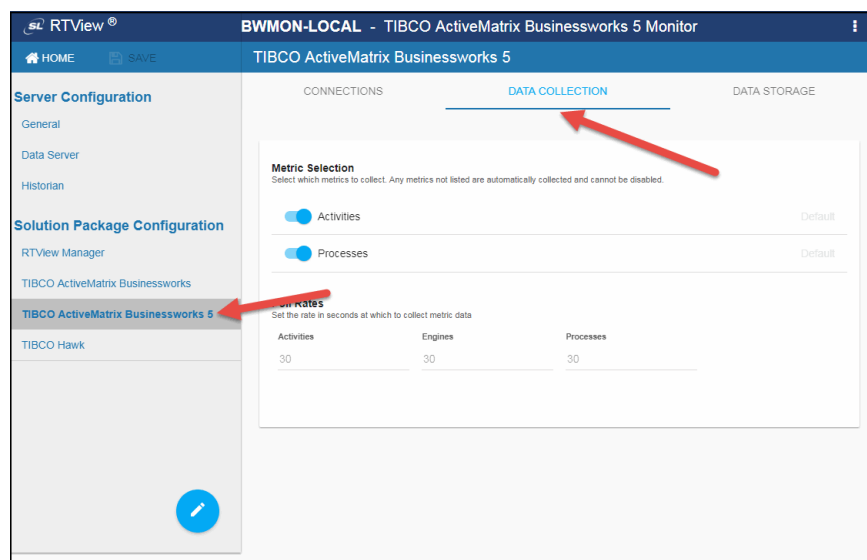 SL RTView ®
BWMON-LOCAL - TIBCO ActiveMatrix Businessworks 5 Monitor
HOME
SAVE
TIBCO ActiveMatrix Businessworks 5
Server Configuration
General
Data Server
Historian
Solution Package Configuration
RTView Manager
TIBCO ActiveMatrix Businessworks
TIBCO ActiveMatrix Businessworks 5
TIBCO Hawk
CONNECTIONS
DATA COLLECTION
DATA STORAGE
Metric Selection
Select which metrics to collect. Any metrics not listed are automatically collected and cannot be disabled.
Activities
Default
Processes
Default
Rates
Set the rate in seconds at which to collect metric data
Activities
Engines
Processes
30
30
30